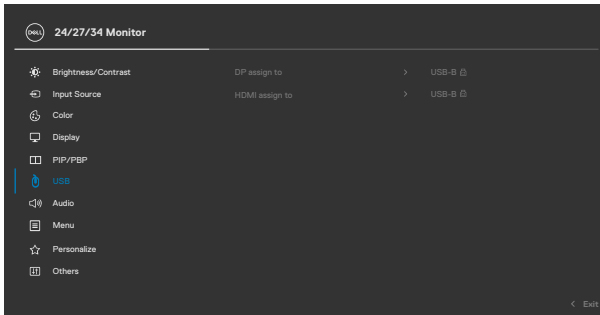 DELL
24/27/34 Monitor
Brightness/Contrast
DP assign to > USB-B
Input Source
HDMI assign to > USB-B
Color
Display
PIP/PBP
USB
Audio
Menu
Personalize
Others
< Exit